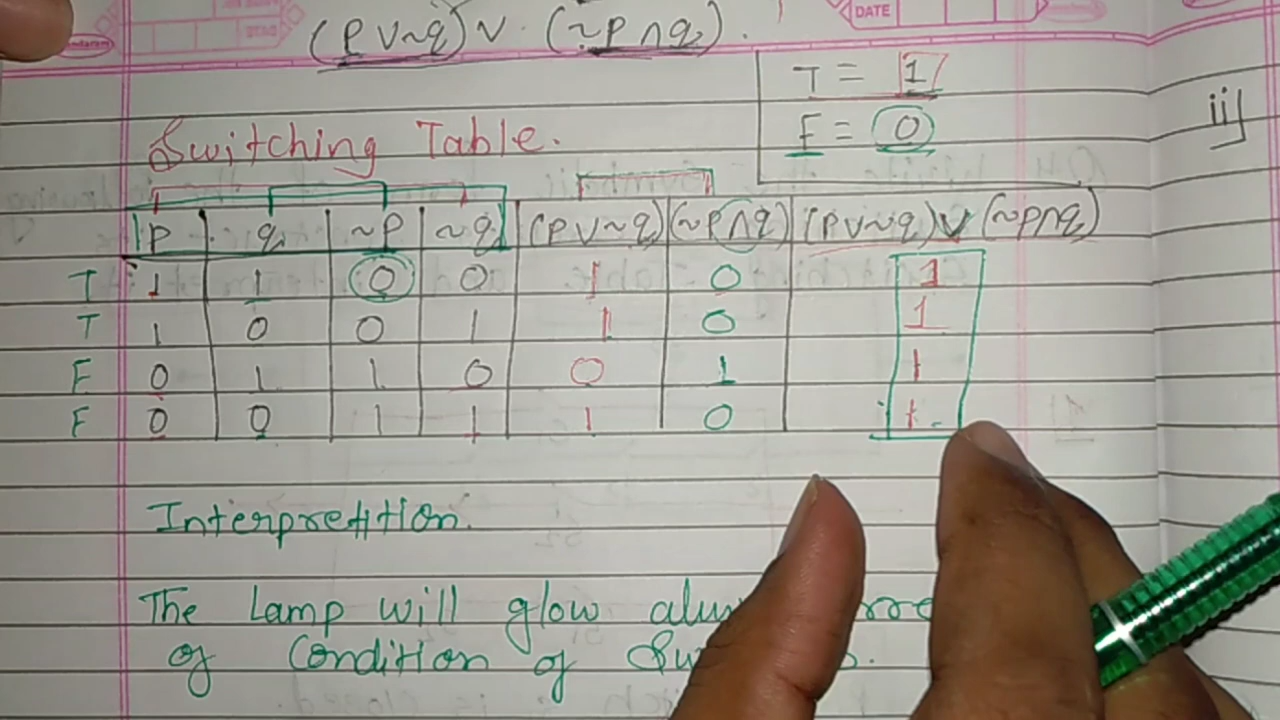 DATE
(p∨~q)∨ (~p∧q).
T = 1
F = 0
ii)
Switching Table.
p q ~p ~q (p∨~q) (~p∧q) (p∨~q)∨(~p∧q)
T 1 1 0 0 1 0 1
T 1 0 0 1 1 0 1
F 0 1 1 0 0 1 1
F 0 0 1 1 1 0 1
Interpretition.
The Lamp will glow
of Condition of